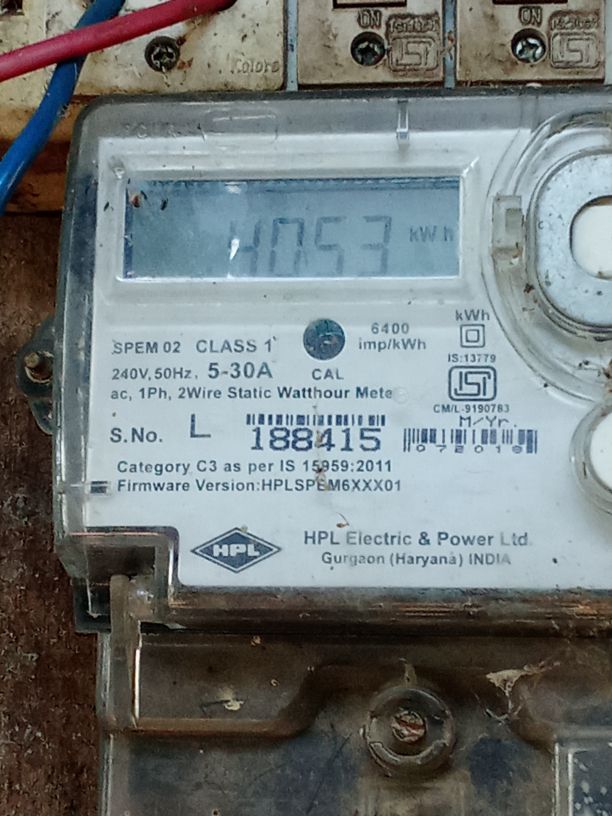 ON
ON
Colors
4053 kWh
kWh
6400
imp/kWh
SPEM 02 CLASS 1
IS:13779
240V, 50Hz, 5-30A
CAL
ISI
ac, 1Ph, 2Wire Static Watthour Mete
CM/L-9190783
M/Yr.
S.No. L 188415
Category C3 as per IS 15959:2011
Firmware Version:HPLSPEM6XXX01
HPL
HPL Electric & Power Ltd.
Gurgaon (Haryana) INDIA